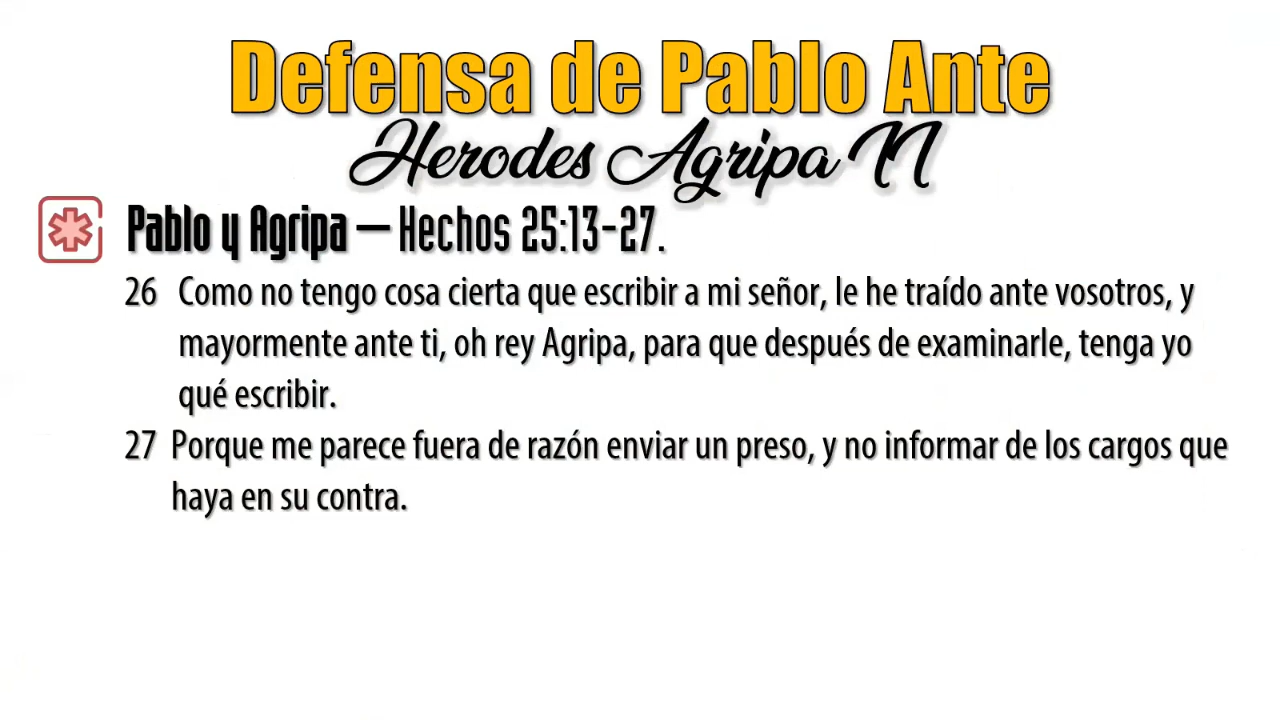 Defensa de Pablo Ante
Herodes Agripa II
Pablo y Agripa — Hechos 25:13-27.
26 Como no tengo cosa cierta que escribir a mi señor, le he traído ante vosotros, y
mayormente ante ti, oh rey Agripa, para que después de examinarle, tenga yo
qué escribir.
27 Porque me parece fuera de razón enviar un preso, y no informar de los cargos que
haya en su contra.